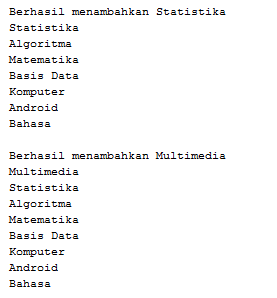 Berhasil menambahkan Statistika
Statistika
Algoritma
Matematika
Basis Data
Komputer
Android
Bahasa

Berhasil menambahkan Multimedia
Multimedia
Statistika
Algoritma
Matematika
Basis Data
Komputer
Android
Bahasa